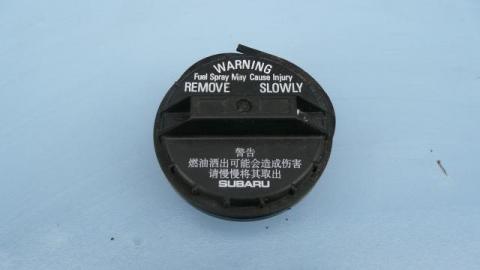 WARNING
Fuel Spray May Cause Injury
REMOVE SLOWLY
警告
燃油洒出可能会造成伤害
请慢慢将其取出
SUBARU